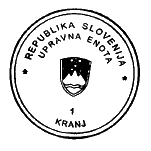 REPUBLIKA SLOVENIJA
UPRAVNA ENOTA
1
KRANJ